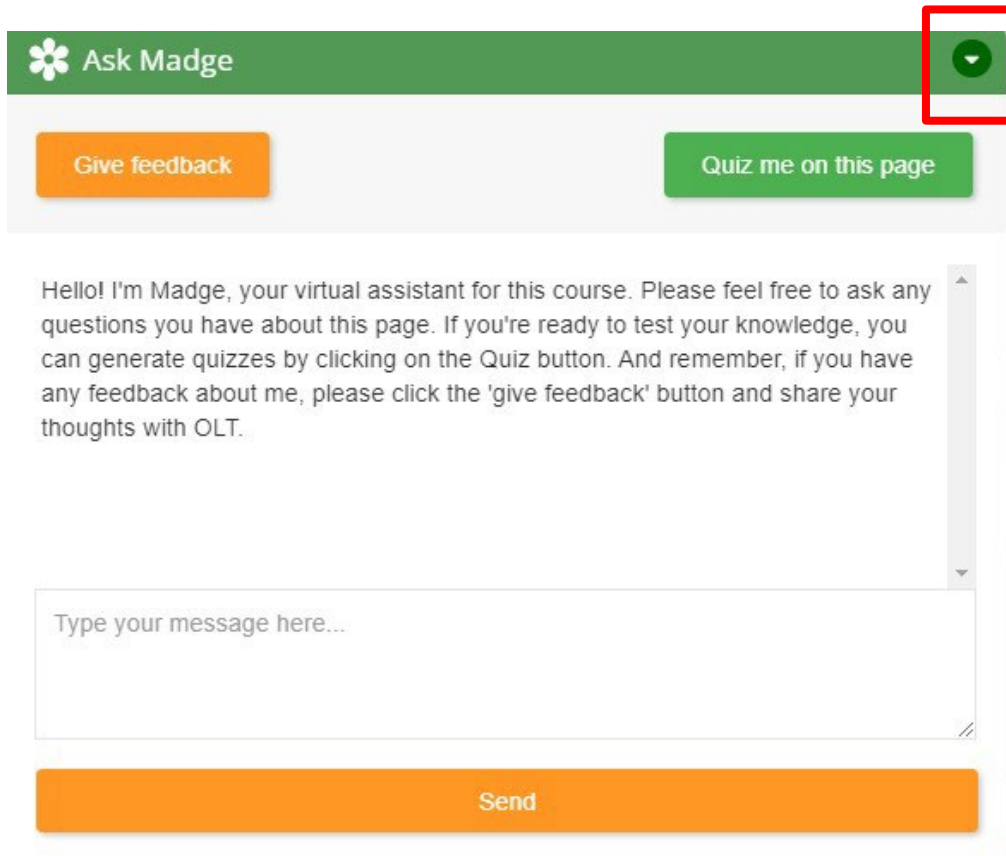 Ask Madge
Give feedback
Quiz me on this page
Hello! I'm Madge, your virtual assistant for this course. Please feel free to ask any
questions you have about this page. If you're ready to test your knowledge, you
can generate quizzes by clicking on the Quiz button. And remember, if you have
any feedback about me, please click the 'give feedback' button and share your
thoughts with OLT.
Type your message here...
Send